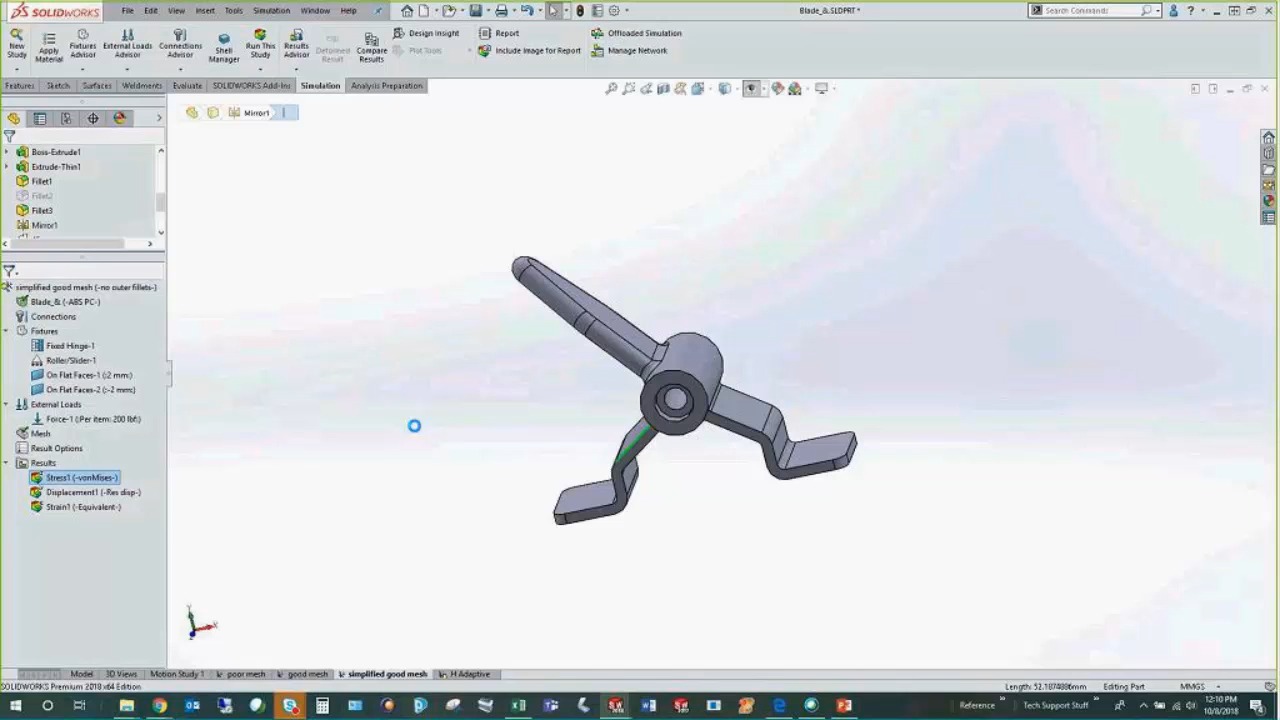 SOLIDWORKS
File Edit View Insert Tools Simulation Window Help
Blade_&.SLDPRT *
Search Commands
New Study
Apply Material
Fixtures Advisor
External Loads Advisor
Connections Advisor
Shell Manager
Run This Study
Results Advisor
Deformed Result
Compare Results
Design Insight
Plot Tools
Report
Include Image for Report
Offloaded Simulation
Manage Network
Features Sketch Surfaces Weldments Evaluate SOLIDWORKS Add-Ins Simulation Analysis Preparation
Mirror1
Boss-Extrude1
Extrude-Thin1
Fillet1
Fillet2
Fillet3
Mirror1
simplified good mesh (-no outer fillets-)
Blade_& (-ABS PC-)
Connections
Fixtures
Fixed Hinge-1
Roller/Slider-1
On Flat Faces-1 (:2 mm:)
On Flat Faces-2 (:-2 mm:)
External Loads
Force-1 (:Per item: 200 lbf:)
Mesh
Result Options
Results
Stress1 (-vonMises-)
Displacement1 (-Res disp-)
Strain1 (-Equivalent-)
Y
X
Z
Model 3D Views Motion Study 1 poor mesh good mesh simplified good mesh H Adaptive
SOLIDWORKS Premium 2018 x64 Edition
Length: 52.1874886mm
Editing Part
MMGS
Reference
Tech Support Stuff
12:10 PM
10/8/2018